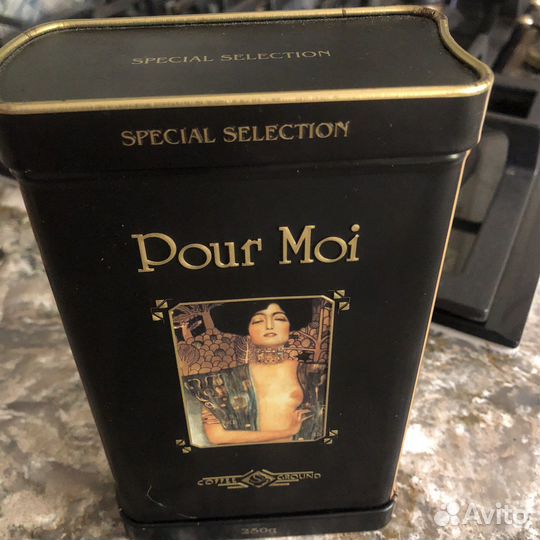 SPECIAL SELECTION
SPECIAL SELECTION
Pour Moi
COFFEE GROUND
250g
Avito